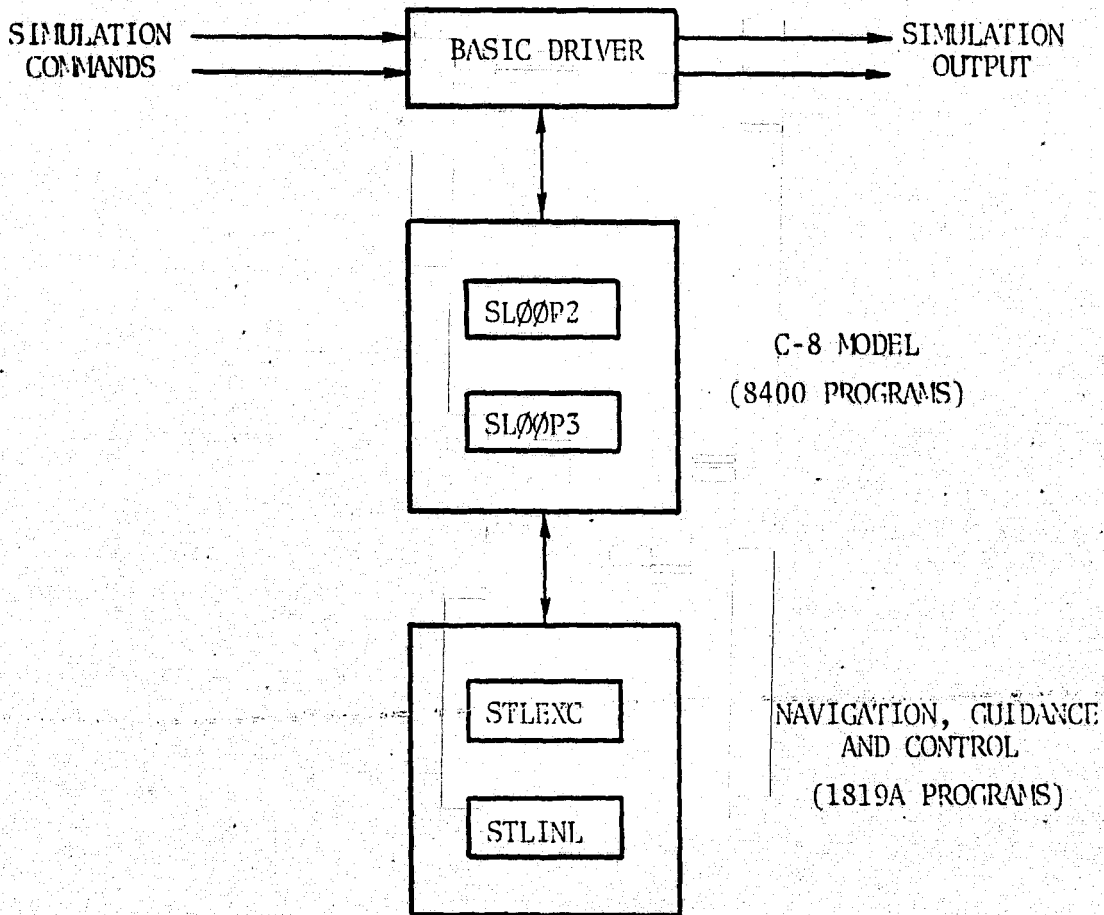 SIMULATION
COMMANDS
BASIC DRIVER
SIMULATION
OUTPUT
SLØØP2
SLØØP3
C-8 MODEL
(8400 PROGRAMS)
STLEXC
STLINL
NAVIGATION, GUIDANCE
AND CONTROL
(1819A PROGRAMS)